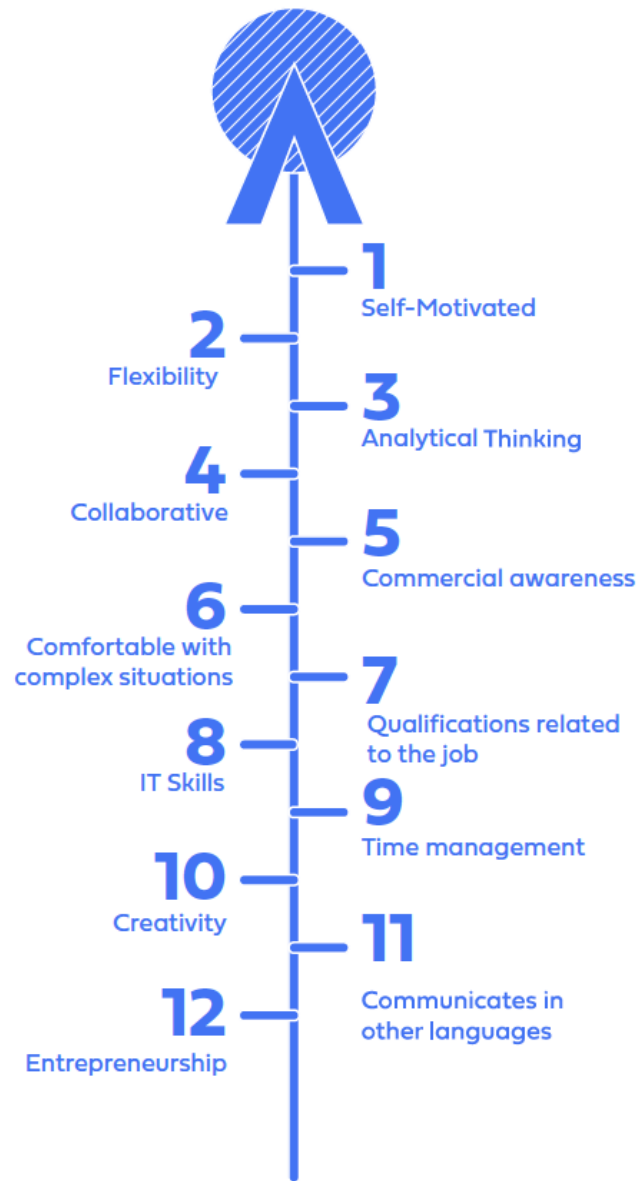 1
Self-Motivated
2
Flexibility
3
Analytical Thinking
4
Collaborative
5
Commercial awareness
6
Comfortable with
complex situations
7
Qualifications related
to the job
8
IT Skills
9
Time management
10
Creativity
11
Communicates in
other languages
12
Entrepreneurship